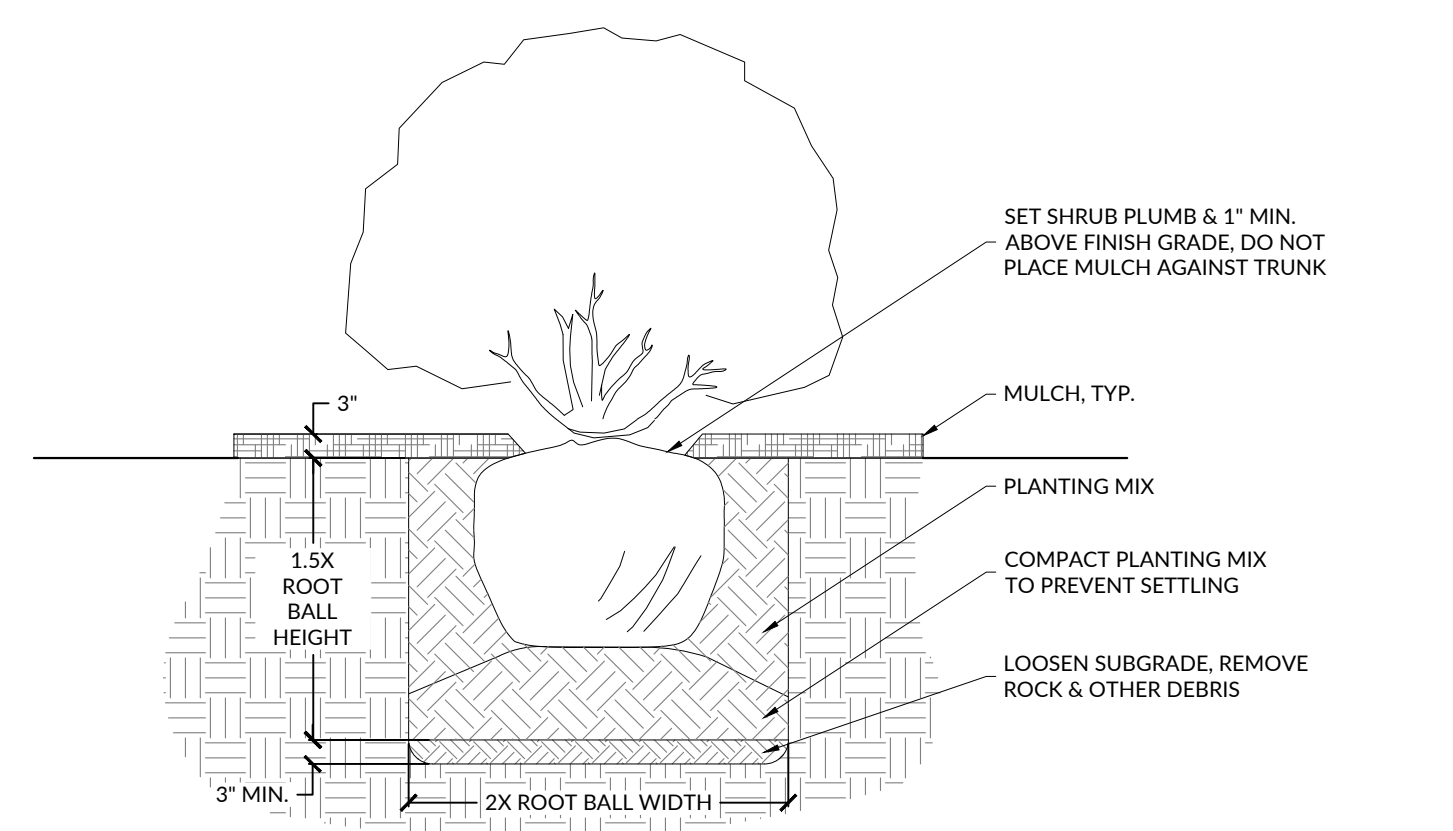 SET SHRUB PLUMB & 1" MIN.
ABOVE FINISH GRADE, DO NOT
PLACE MULCH AGAINST TRUNK
3"
MULCH, TYP.
PLANTING MIX
1.5X
ROOT
BALL
HEIGHT
COMPACT PLANTING MIX
TO PREVENT SETTLING
LOOSEN SUBGRADE, REMOVE
ROCK & OTHER DEBRIS
3" MIN.
2X ROOT BALL WIDTH